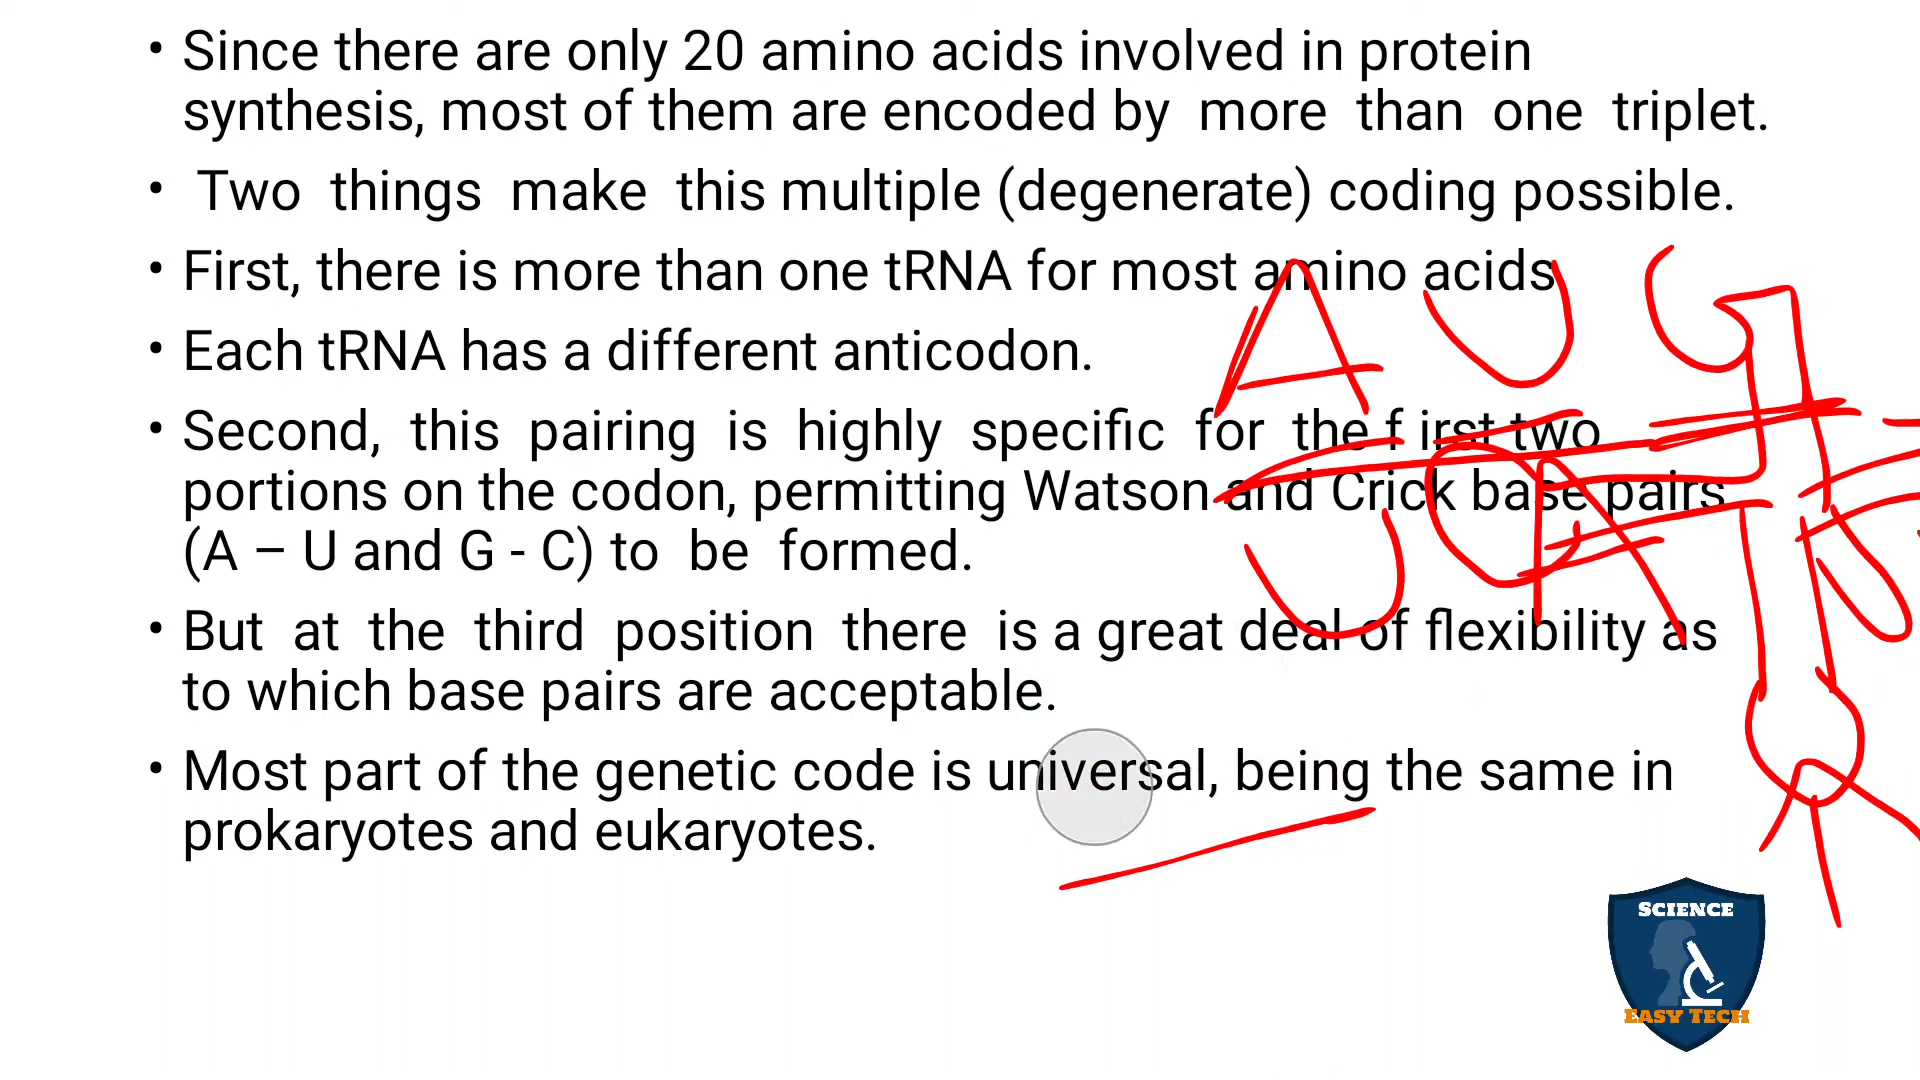 • Since there are only 20 amino acids involved in protein
synthesis, most of them are encoded by more than one triplet.
• Two things make this multiple (degenerate) coding possible.
• First, there is more than one tRNA for most amino acids
• Each tRNA has a different anticodon.
• Second, this pairing is highly specific for the f irst two
portions on the codon, permitting Watson and Crick base pairs
(A – U and G - C) to be formed.
• But at the third position there is a great deal of flexibility as
to which base pairs are acceptable.
• Most part of the genetic code is universal, being the same in
prokaryotes and eukaryotes.
A U G
U
A
SCIENCE
EASY TECH